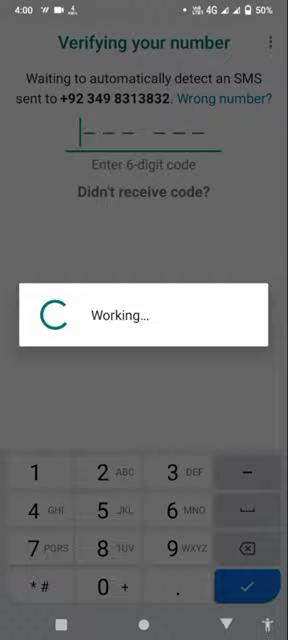 4:00 4G 50%
Verifying your number
Waiting to automatically detect an SMS
sent to +92 349 8313832. Wrong number?
Enter 6-digit code
Didn't receive code?
Working...
1 2 ABC 3 DEF –
4 GHI 5 JKL 6 MNO
7 PQRS 8 TUV 9 WXYZ
* # 0 + .